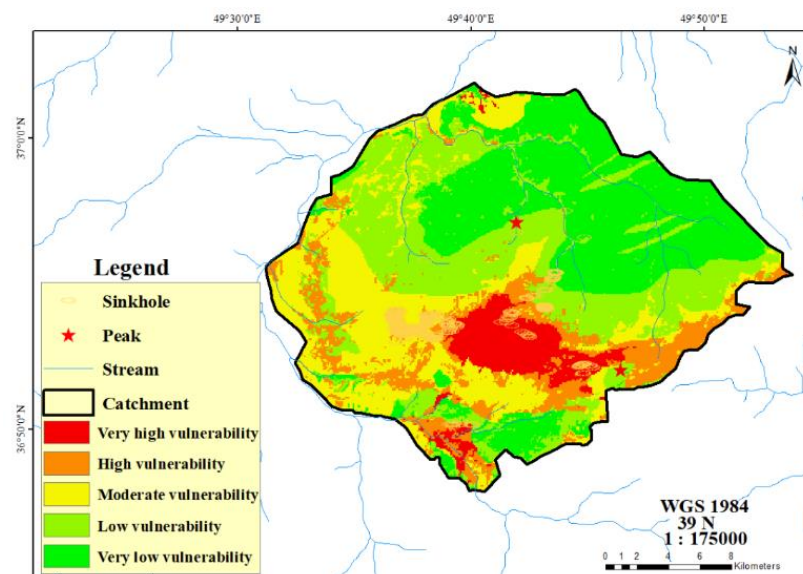 49°30'0"E
49°40'0"E
49°50'0"E
N
37°0'0"N
36°50'0"N
Legend
Sinkhole
Peak
Stream
Catchment
Very high vulnerability
High vulnerability
Moderate vulnerability
Low vulnerability
Very low vulnerability
WGS 1984
39 N
1 : 175000
0 1 2 4 6 8
Kilometers